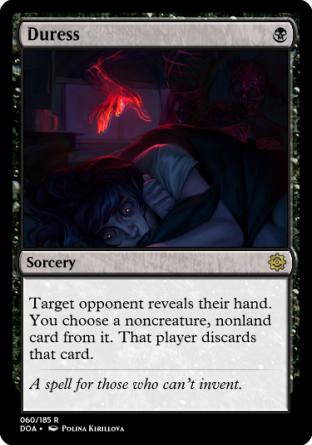 Duress
Sorcery
Target opponent reveals their hand.
You choose a noncreature, nonland
card from it. That player discards
that card.
A spell for those who can't invent.
060/185 R
DOA • Polina Kirillova